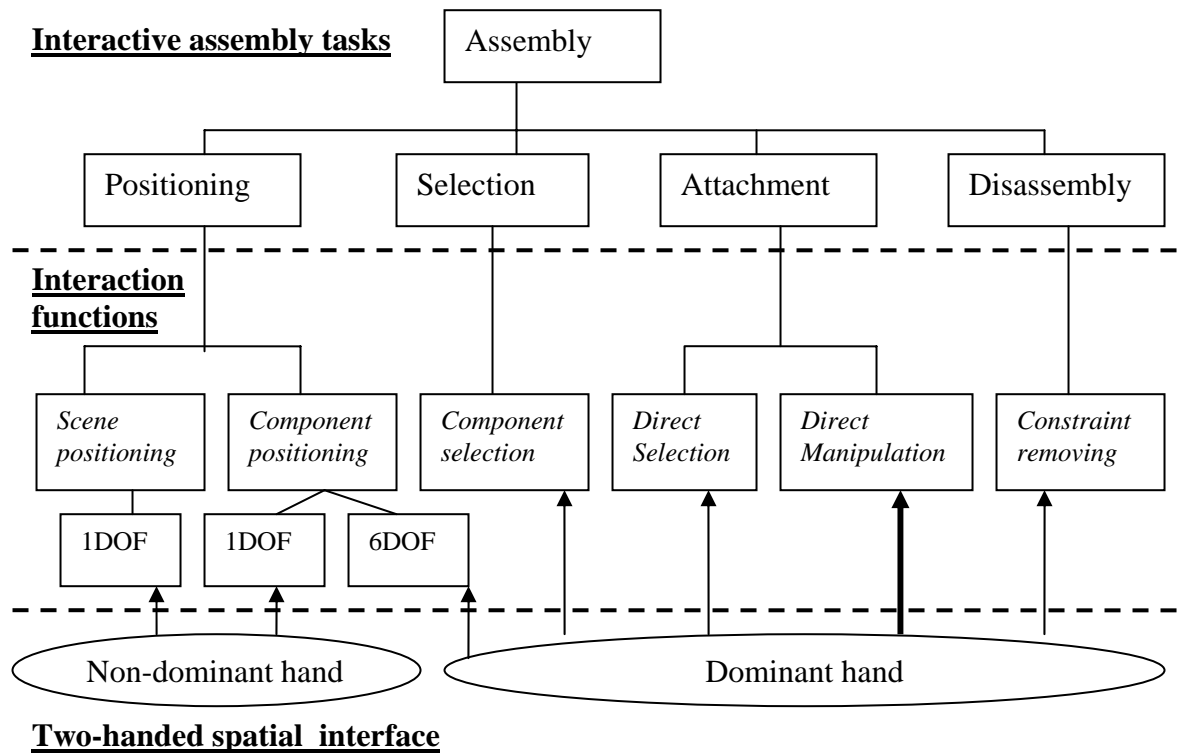 Interactive assembly tasks
Assembly
Positioning
Selection
Attachment
Disassembly
Interaction
functions
Scene
positioning
Component
positioning
Component
selection
Direct
Selection
Direct
Manipulation
Constraint
removing
1DOF
1DOF
6DOF
Non-dominant hand
Dominant hand
Two-handed spatial interface